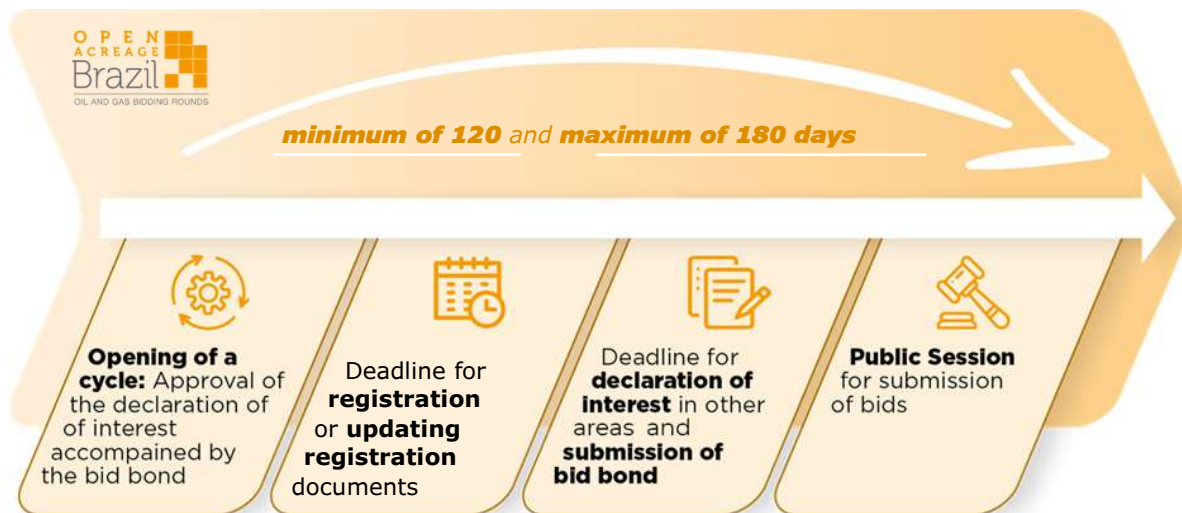 OPEN
ACREAGE
Brazil
OIL AND GAS BIDDING ROUNDS
minimum of 120 and maximum of 180 days
Opening of a
cycle: Approval of
the declaration of
of interest
accompained by
the bid bond
Deadline for
registration
or updating
registration
documents
Deadline for
declaration of
interest in other
areas and
submission of
bid bond
Public Session
for submission
of bids